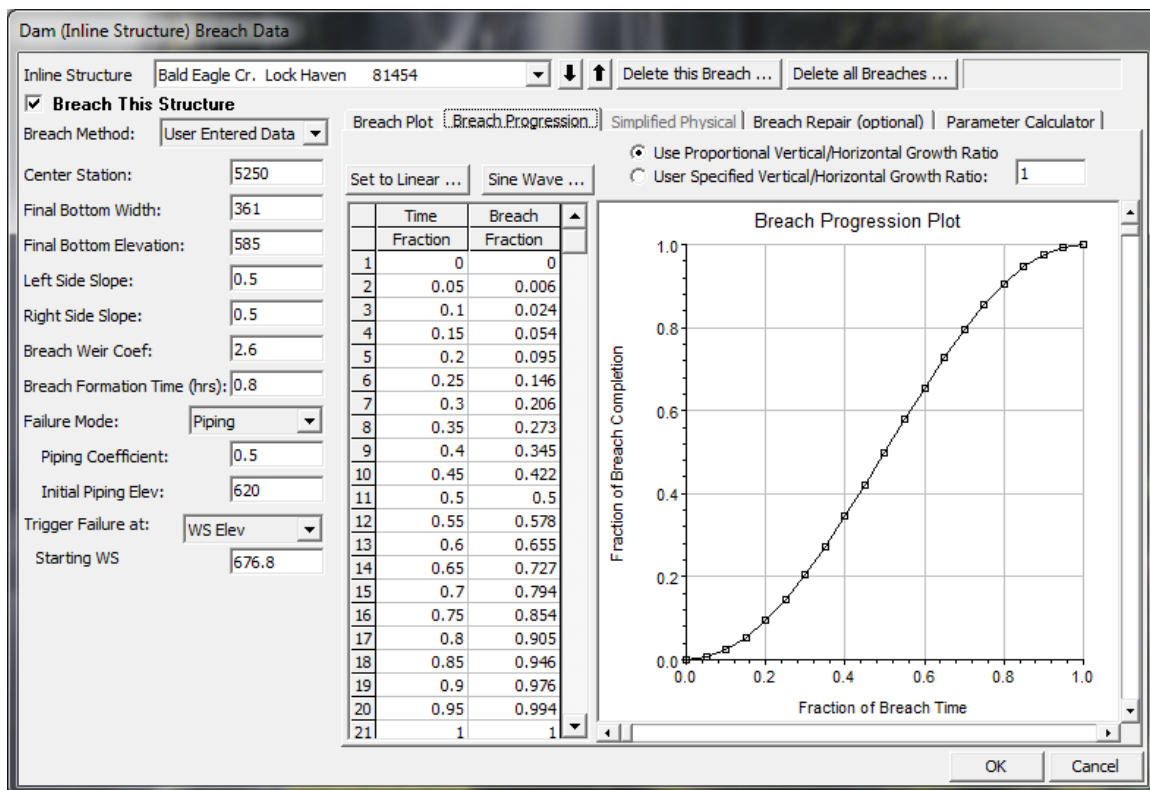 Dam (Inline Structure) Breach Data
Inline Structure Bald Eagle Cr. Lock Haven 81454 Delete this Breach ... Delete all Breaches ...
Breach This Structure
Breach Method: User Entered Data
Center Station: 5250
Final Bottom Width: 361
Final Bottom Elevation: 585
Left Side Slope: 0.5
Right Side Slope: 0.5
Breach Weir Coef: 2.6
Breach Formation Time (hrs): 0.8
Failure Mode: Piping
Piping Coefficient: 0.5
Initial Piping Elev: 620
Trigger Failure at: WS Elev
Starting WS 676.8
Breach Plot Breach Progression Simplified Physical Breach Repair (optional) Parameter Calculator
Set to Linear ... Sine Wave ...
Use Proportional Vertical/Horizontal Growth Ratio
User Specified Vertical/Horizontal Growth Ratio: 1
Time Breach
Fraction Fraction
1 0 0
2 0.05 0.006
3 0.1 0.024
4 0.15 0.054
5 0.2 0.095
6 0.25 0.146
7 0.3 0.206
8 0.35 0.273
9 0.4 0.345
10 0.45 0.422
11 0.5 0.5
12 0.55 0.578
13 0.6 0.655
14 0.65 0.727
15 0.7 0.794
16 0.75 0.854
17 0.8 0.905
18 0.85 0.946
19 0.9 0.976
20 0.95 0.994
21 1 1
Breach Progression Plot
Fraction of Breach Completion
1.0
0.8
0.6
0.4
0.2
0.0
0.0 0.2 0.4 0.6 0.8 1.0
Fraction of Breach Time
OK Cancel